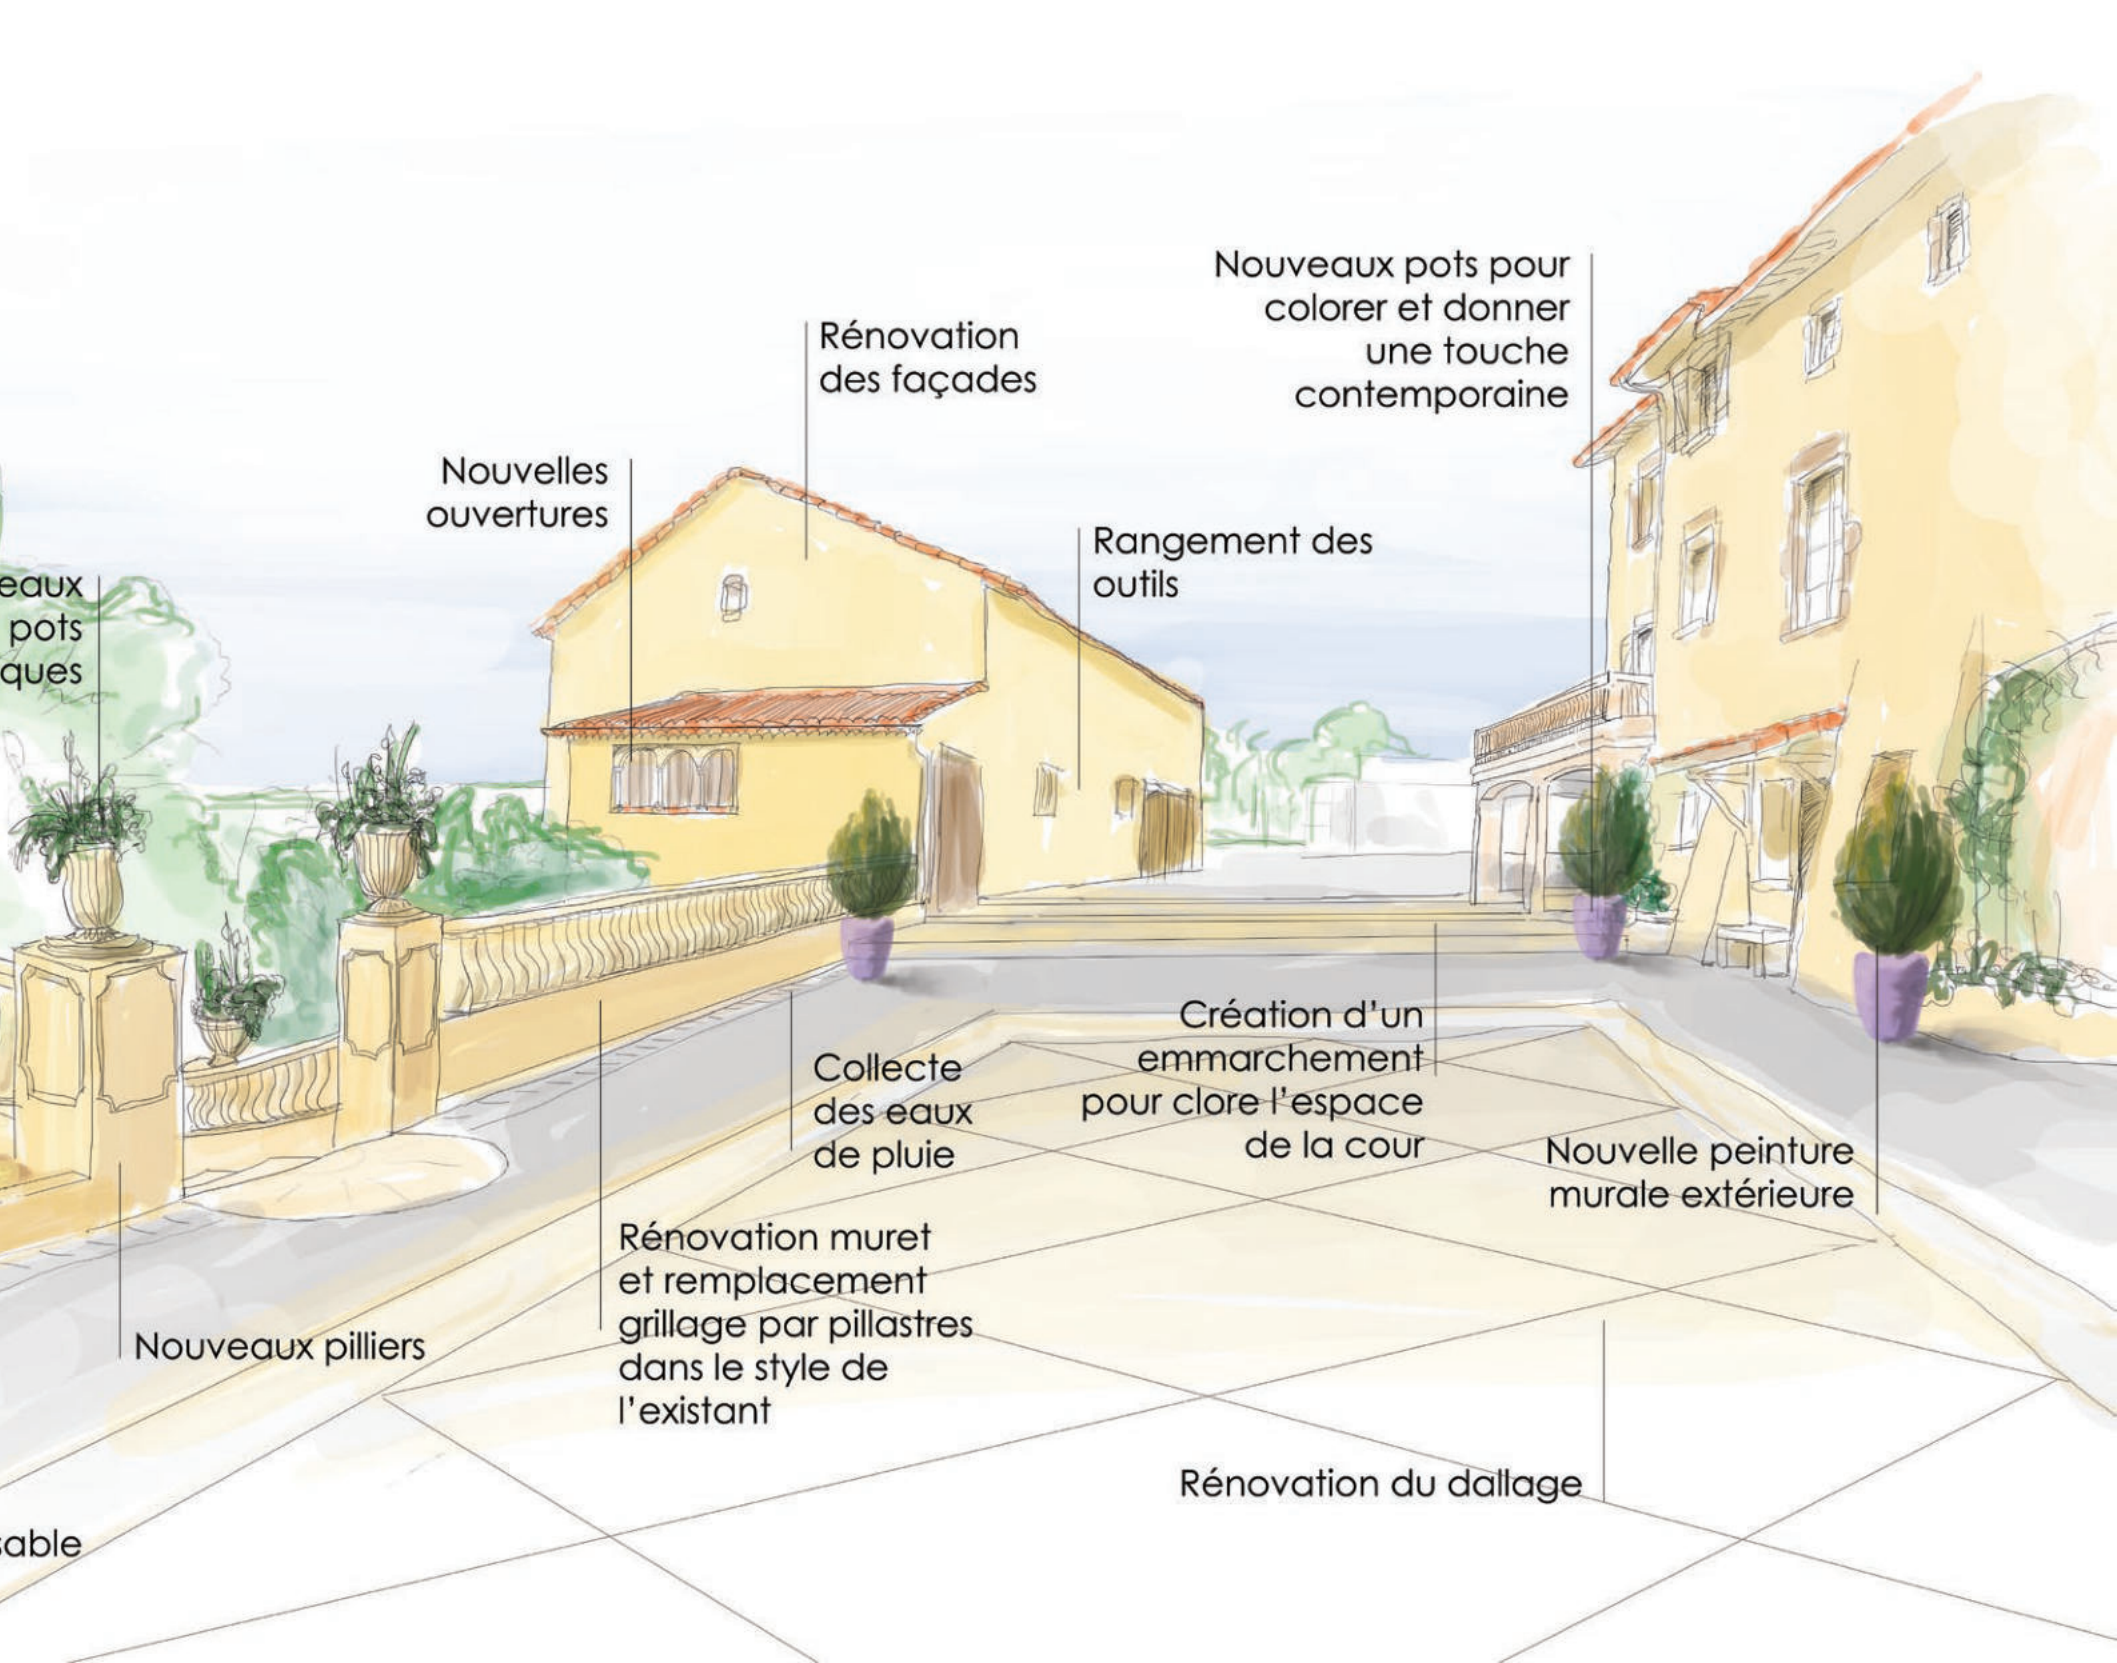 Nouveaux pots pour
colorer et donner
une touche
contemporaine
Rénovation
des façades
Nouvelles
ouvertures
Rangement des
outils
eaux
pots
ques
Création d'un
emmarchement
pour clore l'espace
de la cour
Collecte
des eaux
de pluie
Nouvelle peinture
murale extérieure
Rénovation muret
et remplacement
grillage par pillastres
dans le style de
l'existant
Nouveaux pilliers
Rénovation du dallage
sable